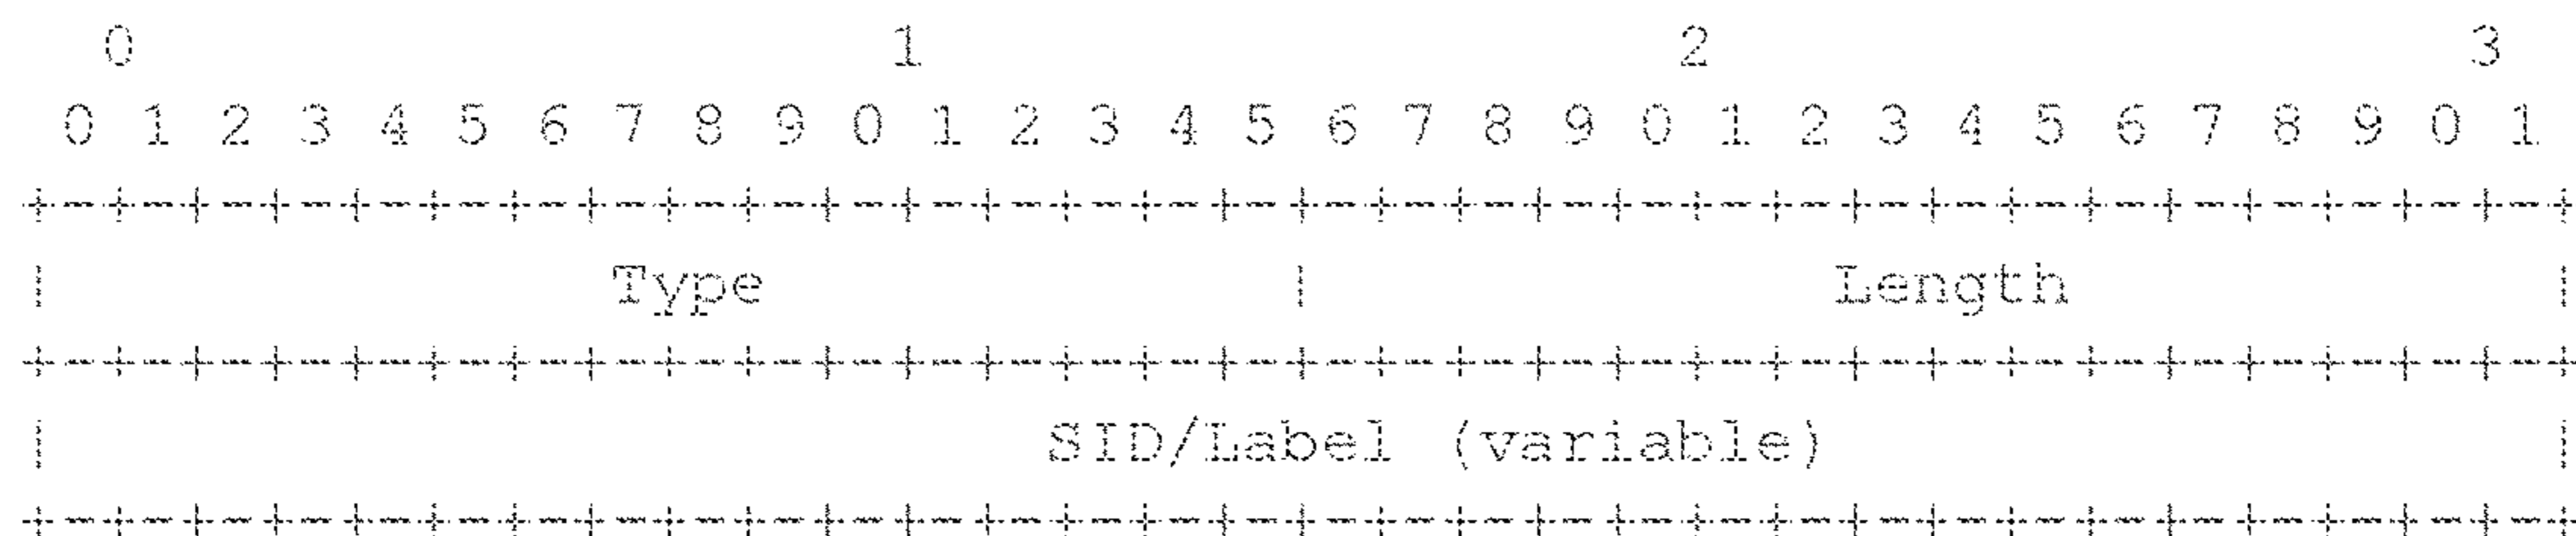 0                   1                   2                   3
 0 1 2 3 4 5 6 7 8 9 0 1 2 3 4 5 6 7 8 9 0 1 2 3 4 5 6 7 8 9 0 1
+-+-+-+-+-+-+-+-+-+-+-+-+-+-+-+-+-+-+-+-+-+-+-+-+-+-+-+-+-+-+-+-+
|              Type             |             Length            |
+-+-+-+-+-+-+-+-+-+-+-+-+-+-+-+-+-+-+-+-+-+-+-+-+-+-+-+-+-+-+-+-+
|                         SID/Label (variable)                  |
+-+-+-+-+-+-+-+-+-+-+-+-+-+-+-+-+-+-+-+-+-+-+-+-+-+-+-+-+-+-+-+-+